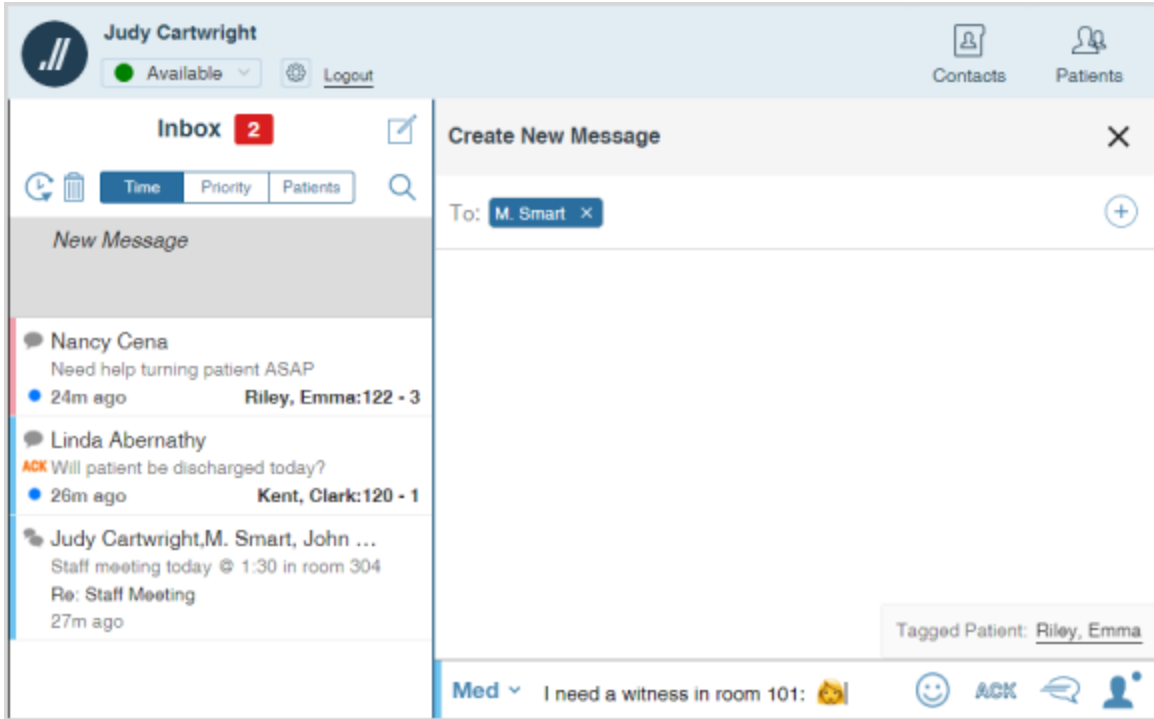 Judy Cartwright
Available
Logout
Contacts
Patients
Inbox 2
Time Priority Patients
New Message
Nancy Cena
Need help turning patient ASAP
24m ago Riley, Emma:122 - 3
Linda Abernathy
ACK Will patient be discharged today?
26m ago Kent, Clark:120 - 1
Judy Cartwright,M. Smart, John ...
Staff meeting today @ 1:30 in room 304
Re: Staff Meeting
27m ago
Create New Message
To: M. Smart ×
Tagged Patient: Riley, Emma
Med I need a witness in room 101: 👩 ACK